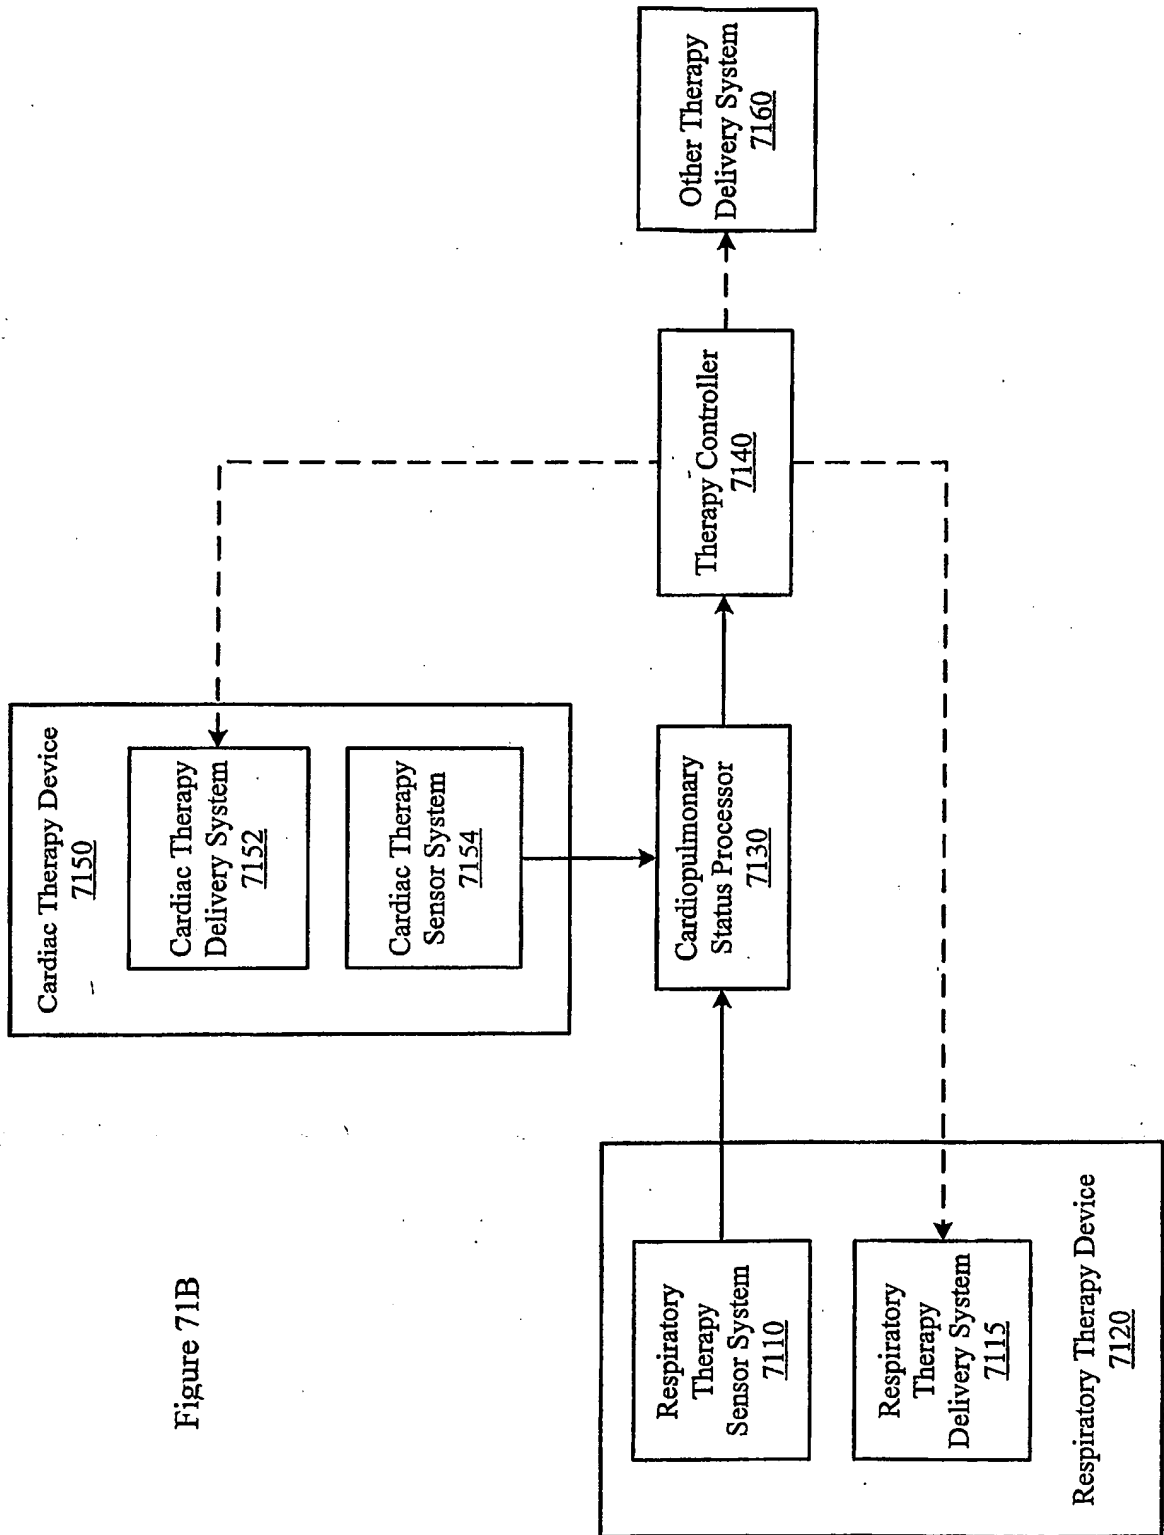 Cardiac Therapy Device
7150
Cardiac Therapy
Delivery System
7152
Cardiac Therapy
Sensor System
7154
Respiratory
Therapy
Sensor System
7110
Cardiopulmonary
Status Processor
7130
Therapy Controller
7140
Other Therapy
Delivery System
7160
Respiratory
Therapy
Delivery System
7115
Respiratory Therapy Device
7120
Figure 71B